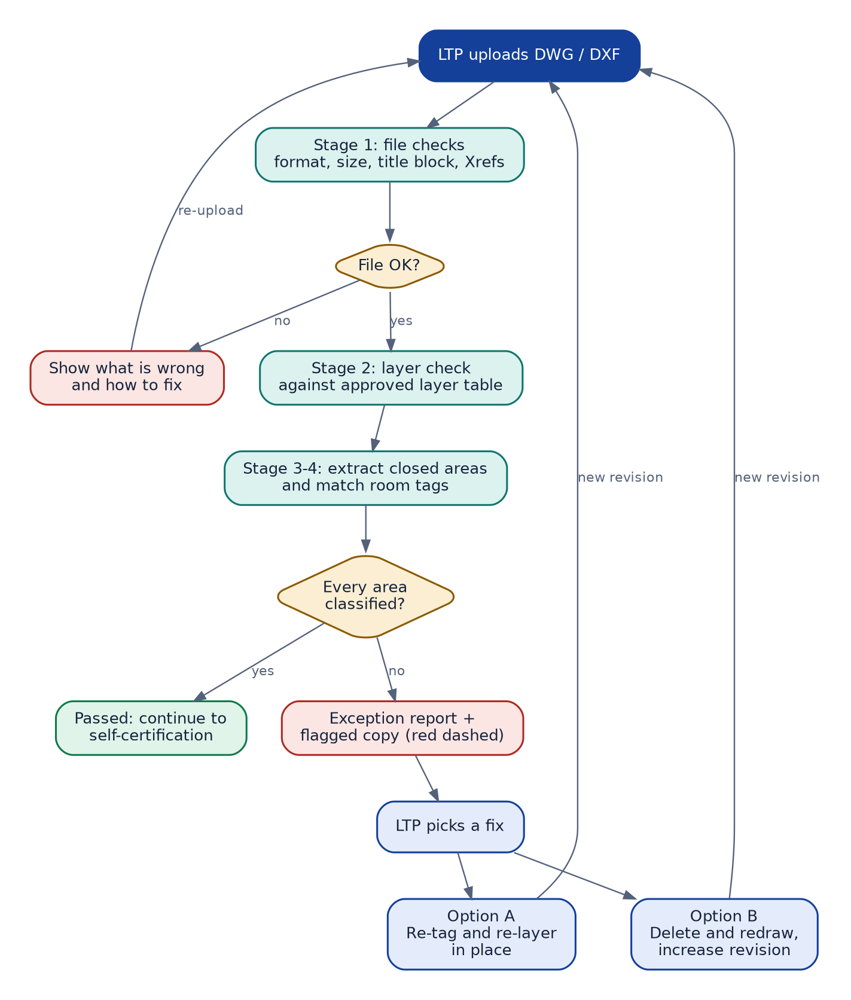 LTP uploads DWG / DXF
Stage 1: file checks
format, size, title block, Xrefs
re-upload
File OK?
no
yes
Show what is wrong
and how to fix
Stage 2: layer check
against approved layer table
Stage 3-4: extract closed areas
and match room tags
new revision
new revision
Every area
classified?
yes
no
Passed: continue to
self-certification
Exception report +
flagged copy (red dashed)
LTP picks a fix
Option A
Re-tag and re-layer
in place
Option B
Delete and redraw,
increase revision